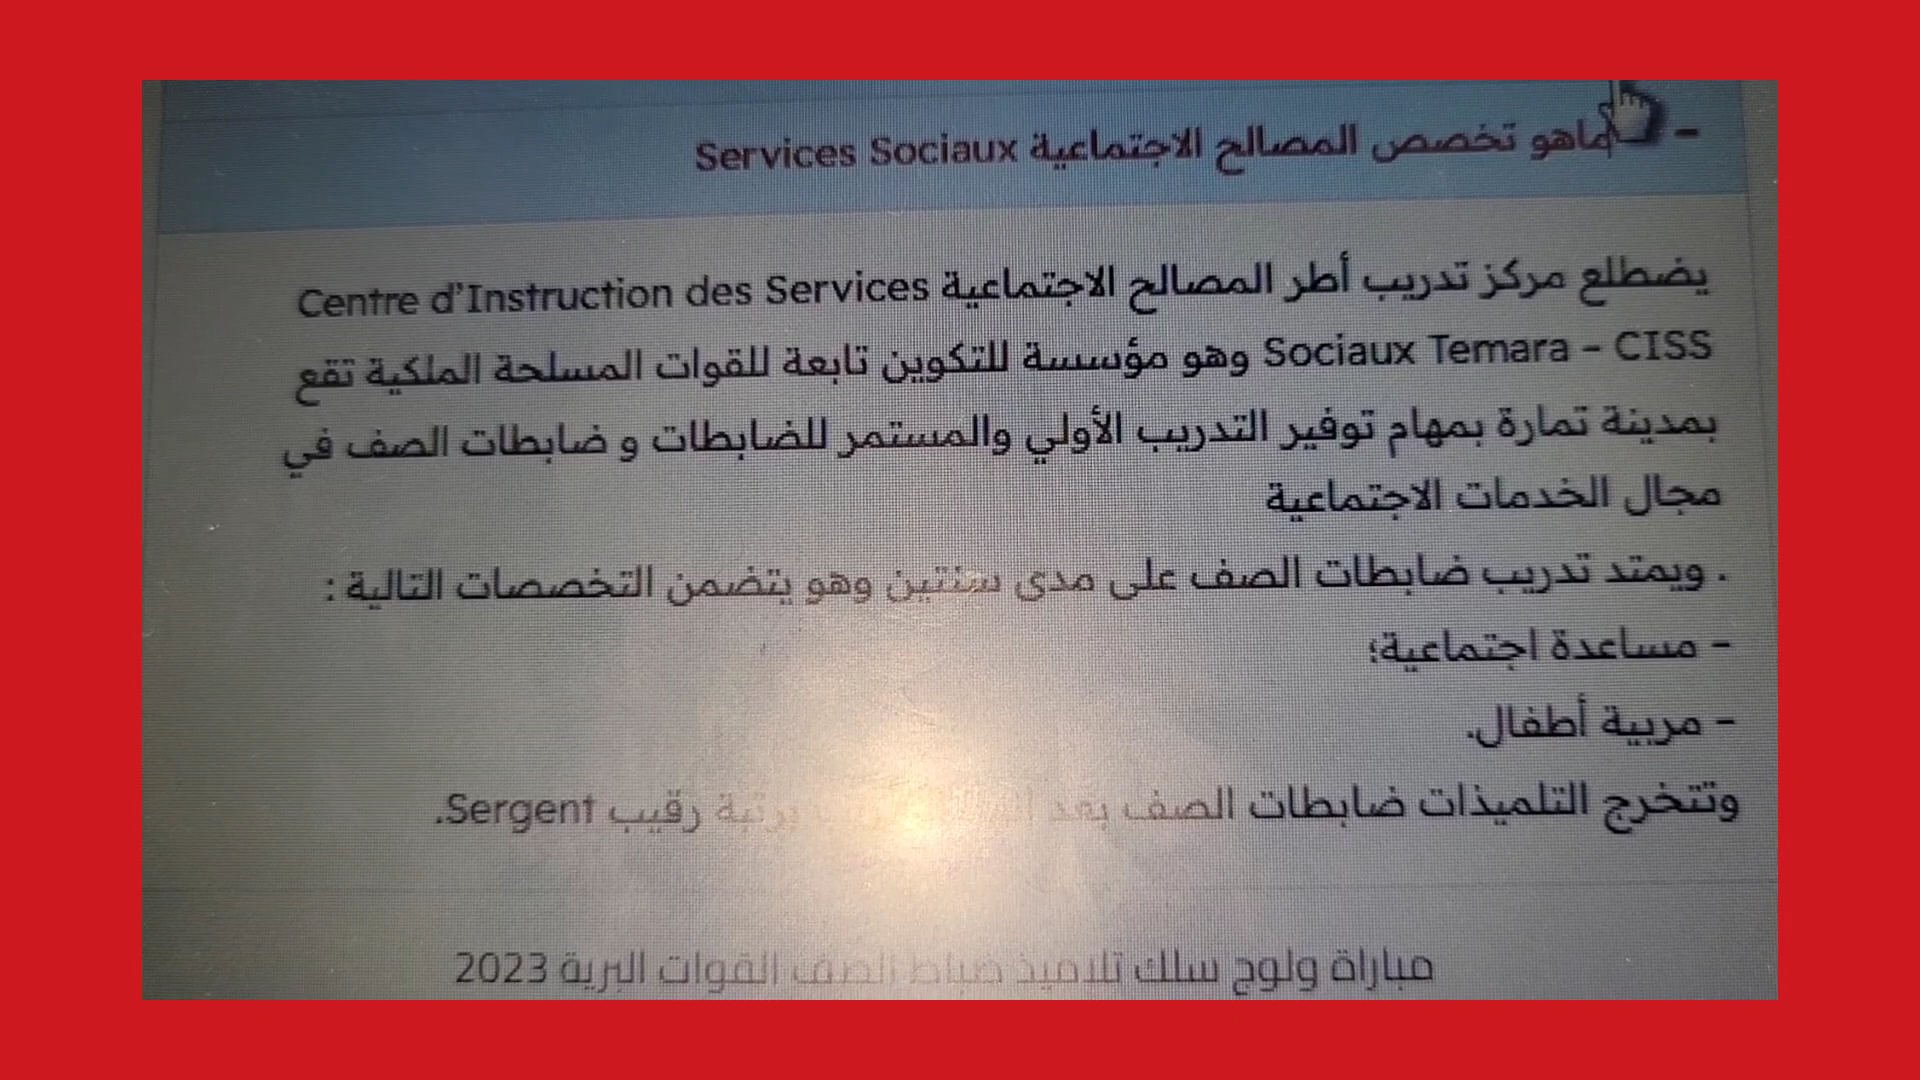 - ماهو تخصص المصالح الاجتماعية Services Sociaux
يضطلع مركز تدريب أطر المصالح الاجتماعية Centre d'Instruction des Services
Sociaux Temara - CISS وهو مؤسسة للتكوين تابعة للقوات المسلحة الملكية تقع
بمدينة تمارة بمهام توفير التدريب الأولي والمستمر للضابطات و ضابطات الصف في
مجال الخدمات الاجتماعية
. ويمتد تدريب ضابطات الصف على مدى سنتين وهو يتضمن التخصصات التالية :
- مساعدة اجتماعية؛
- مربية أطفال.
وتتخرج التلميذات ضابطات الصف بعد برتبة رقيب Sergent.
مباراة ولوج سلك تلاميذ ضباط الصف القوات البرية 2023